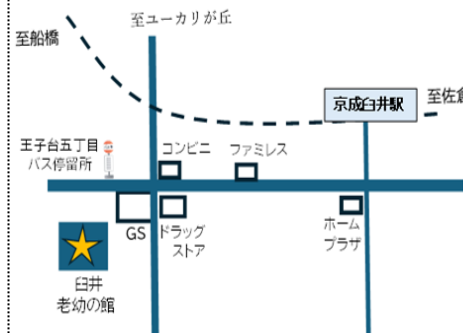 至ユーカリが丘
至船橋
京成臼井駅
至佐倉
王子台五丁目
バス停留所
コンビニ
ファミレス
GS
ドラッグ
ストア
ホーム
プラザ
臼井
老幼の館